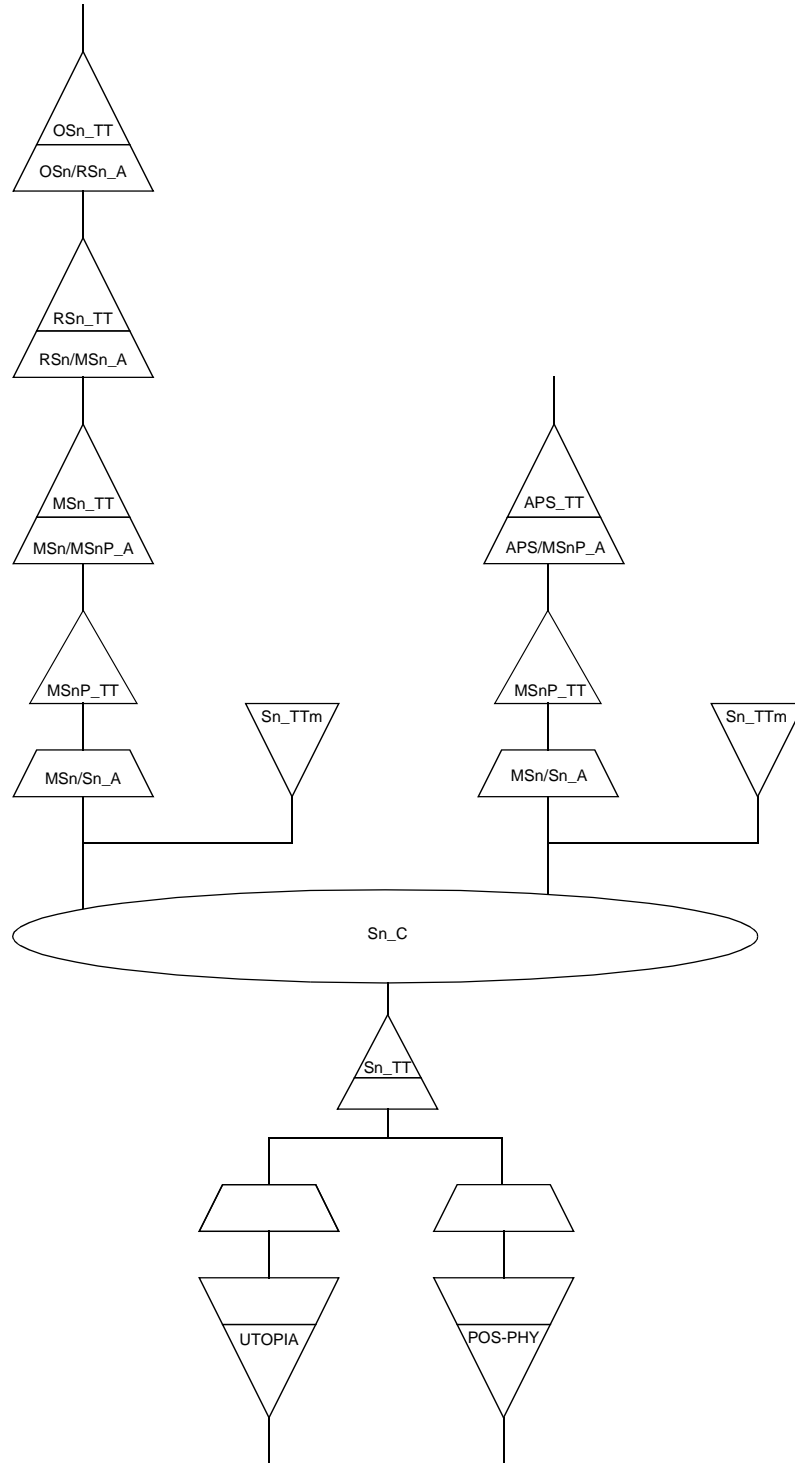 OSn_TT
OSn/RSn_A
RSn_TT
RSn/MSn_A
MSn_TT
MSn/MSnP_A
APS_TT
APS/MSnP_A
MSnP_TT
Sn_TTm
MSnP_TT
Sn_TTm
MSn/Sn_A
MSn/Sn_A
Sn_C
Sn_TT
UTOPIA
POS-PHY